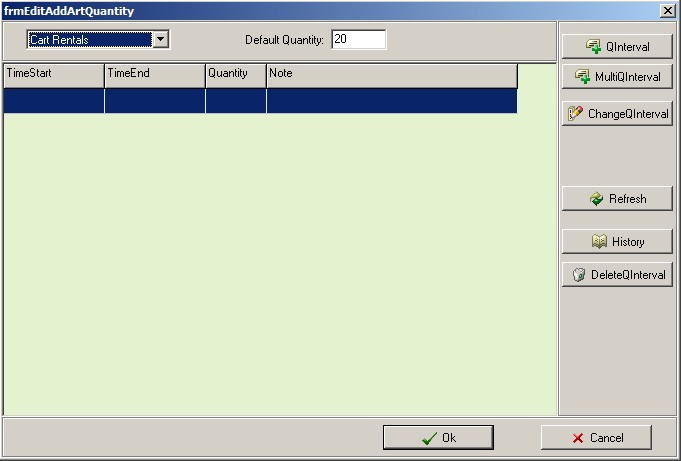 frmEditAddArtQuantity
Cart Rentals Default Quantity: 20
TimeStart TimeEnd Quantity Note
QInterval
MultiQInterval
ChangeQInterval
Refresh
History
DeleteQInterval
Ok Cancel